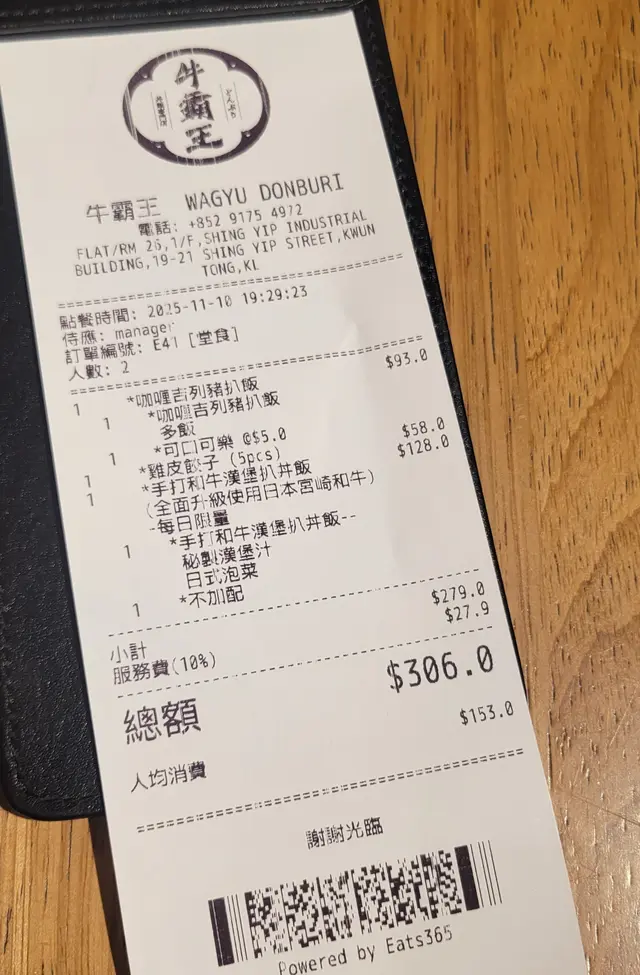 牛霸王
どんぶり
牛霸王 WAGYU DONBURI
電話: +852 9175 4972
FLAT/RM 26,1/F,SHING YIP INDUSTRIAL
BUILDING,19-21 SHING YIP STREET,KWUN
TONG,KL
點餐時間: 2025-11-10 19:29:23
侍應: manager
訂單編號: E41 [堂食]
人數: 2
1 *咖喱吉列豬扒飯 $93.0
1 *咖喱吉列豬扒飯
多飯
1 *可口可樂 @$5.0
1 *雞皮餃子 (5pcs) $58.0
1 *手打和牛漢堡扒丼飯 $128.0
(全面升級使用日本宮崎和牛)
-每日限量
1 *手打和牛漢堡扒丼飯--
秘製漢堡汁
日式泡菜
1 *不加配
小計 $279.0
服務費(10%) $27.9
總額 $306.0
人均消費 $153.0
謝謝光臨
Powered by Eats365